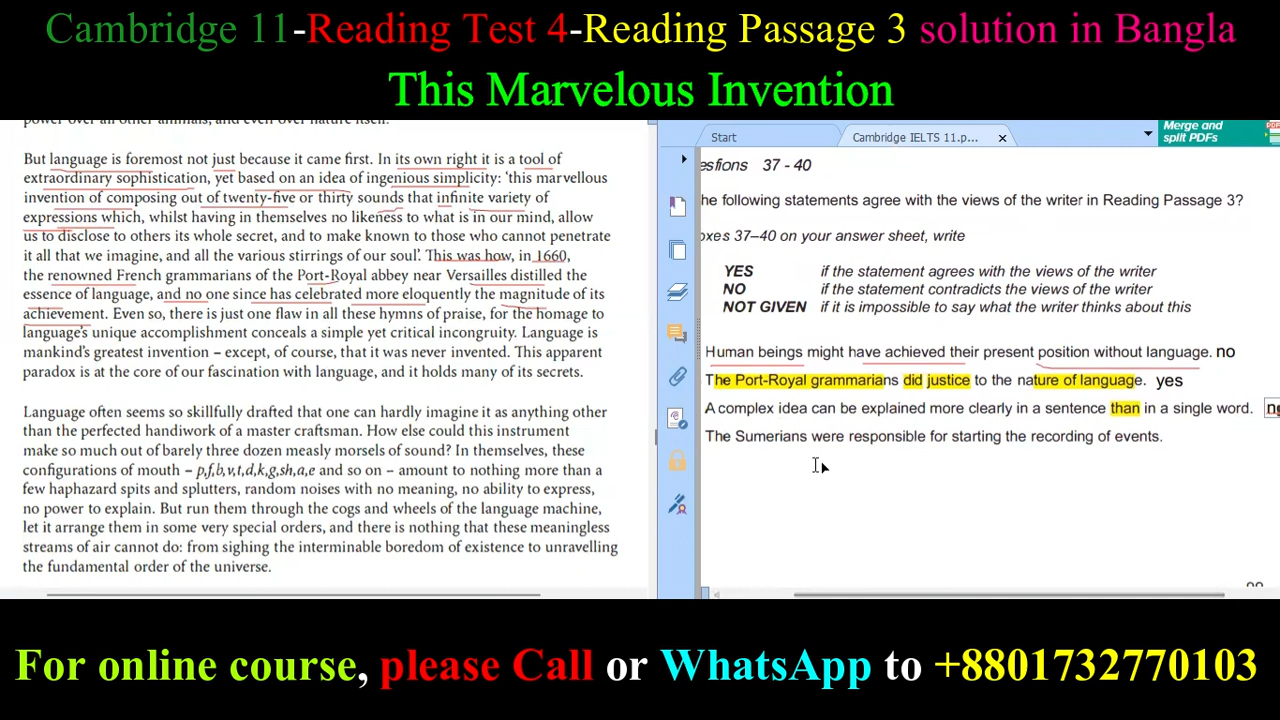 Cambridge 11-Reading Test 4-Reading Passage 3 solution in Bangla
This Marvelous Invention
power over all other animals, and even over nature itself.
But language is foremost not just because it came first. In its own right it is a tool of
extraordinary sophistication, yet based on an idea of ingenious simplicity: 'this marvellous
invention of composing out of twenty-five or thirty sounds that infinite variety of
expressions which, whilst having in themselves no likeness to what is in our mind, allow
us to disclose to others its whole secret, and to make known to those who cannot penetrate
it all that we imagine, and all the various stirrings of our soul'. This was how, in 1660,
the renowned French grammarians of the Port-Royal abbey near Versailles distilled the
essence of language, and no one since has celebrated more eloquently the magnitude of its
achievement. Even so, there is just one flaw in all these hymns of praise, for the homage to
language's unique accomplishment conceals a simple yet critical incongruity. Language is
mankind's greatest invention – except, of course, that it was never invented. This apparent
paradox is at the core of our fascination with language, and it holds many of its secrets.
Language often seems so skillfully drafted that one can hardly imagine it as anything other
than the perfected handiwork of a master craftsman. How else could this instrument
make so much out of barely three dozen measly morsels of sound? In themselves, these
configurations of mouth – p,f,b,v,t,d,k,g,sh,a,e and so on – amount to nothing more than a
few haphazard spits and splutters, random noises with no meaning, no ability to express,
no power to explain. But run them through the cogs and wheels of the language machine,
let it arrange them in some very special orders, and there is nothing that these meaningless
streams of air cannot do: from sighing the interminable boredom of existence to unravelling
the fundamental order of the universe.
Start
Cambridge IELTS 11.p...
Merge and
split PDFs
37 - 40
he following statements agree with the views of the writer in Reading Passage 3?
oxes 37–40 on your answer sheet, write
YES if the statement agrees with the views of the writer
NO if the statement contradicts the views of the writer
NOT GIVEN if it is impossible to say what the writer thinks about this
Human beings might have achieved their present position without language. no
The Port-Royal grammarians did justice to the nature of language. yes
A complex idea can be explained more clearly in a sentence than in a single word.
The Sumerians were responsible for starting the recording of events.
For online course, please Call or WhatsApp to +8801732770103